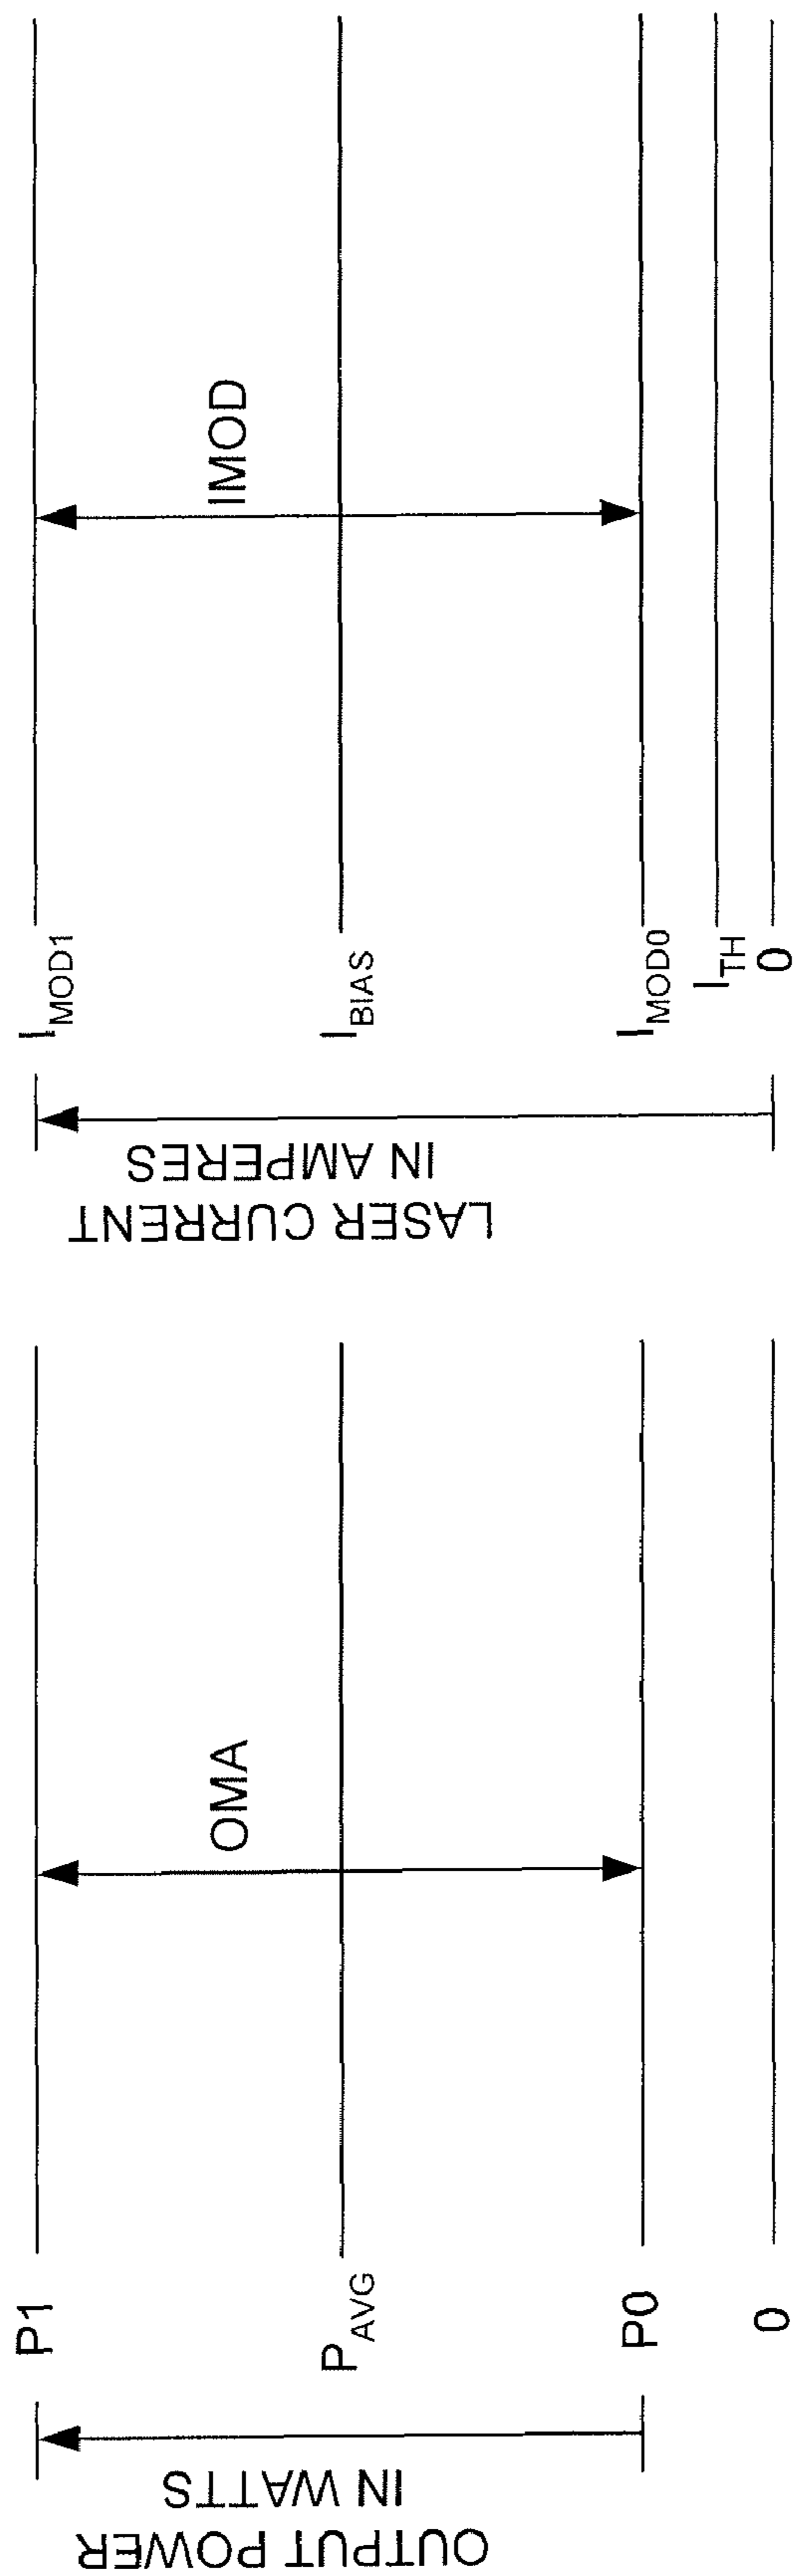 OUTPUT POWER
IN WATTS
P1
P_AVG
P0
0
OMA
LASER CURRENT
IN AMPERES
I_MOD1
I_BIAS
I_MOD0
I_TH
0
IMOD